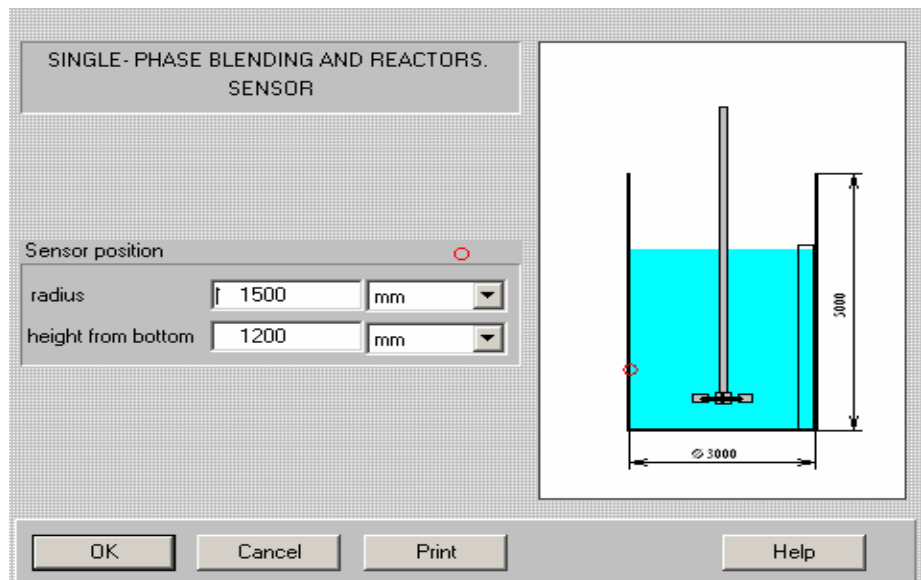 SINGLE- PHASE BLENDING AND REACTORS.
SENSOR
Sensor position
radius 1500 mm
height from bottom 1200 mm
5000
⌀ 3000
OK Cancel Print Help